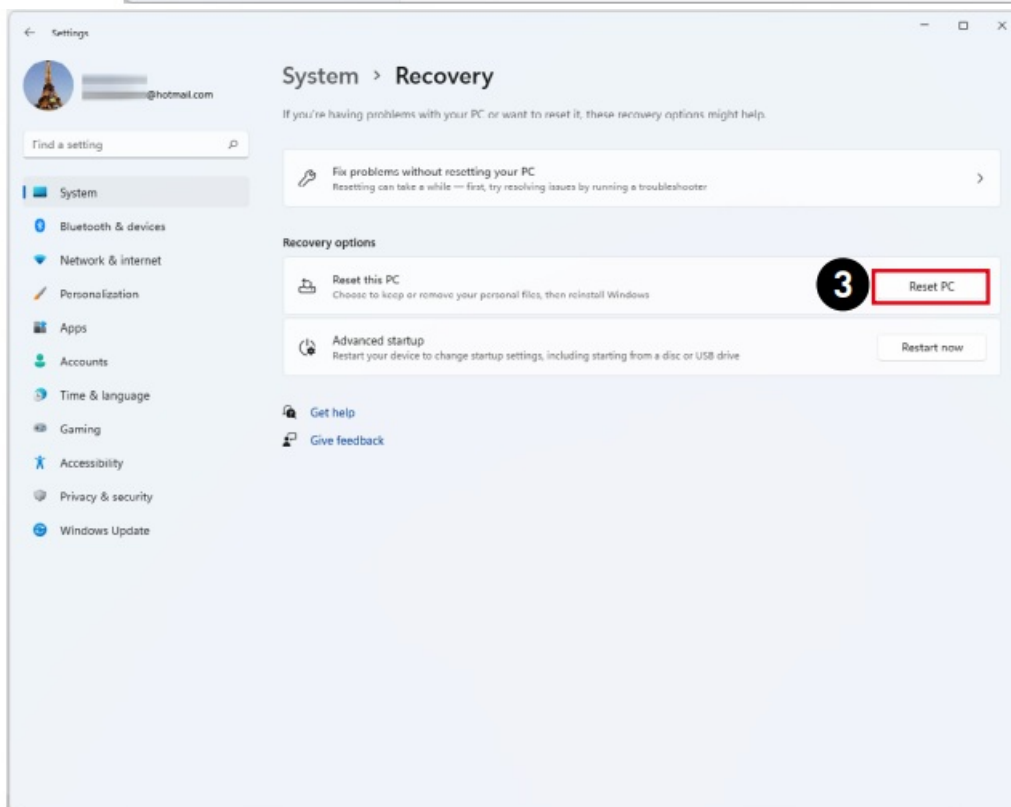 Settings
@hotmail.com
Find a setting
System
Bluetooth & devices
Network & internet
Personalization
Apps
Accounts
Time & language
Gaming
Accessibility
Privacy & security
Windows Update
System > Recovery
If you're having problems with your PC or want to reset it, these recovery options might help.
Fix problems without resetting your PC
Resetting can take a while — first, try resolving issues by running a troubleshooter
Recovery options
Reset this PC
Choose to keep or remove your personal files, then reinstall Windows
3
Reset PC
Advanced startup
Restart your device to change startup settings, including starting from a disc or USB drive
Restart now
Get help
Give feedback